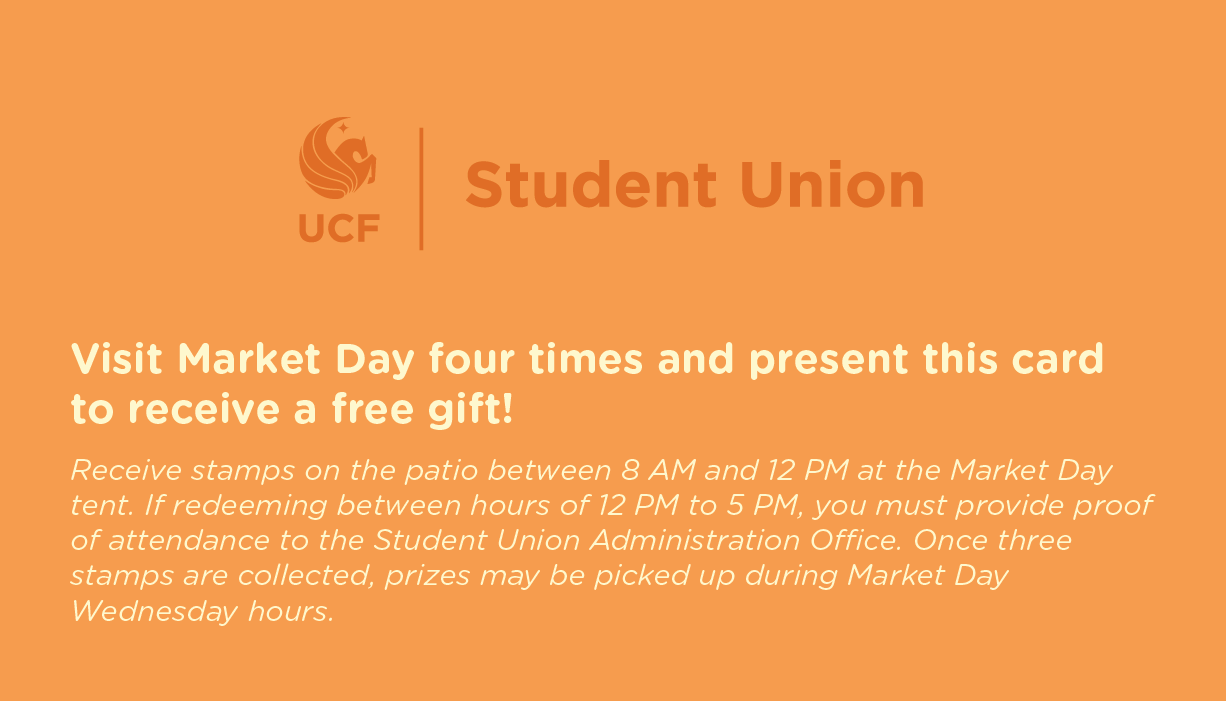 UCF
Student Union
Visit Market Day four times and present this card
to receive a free gift!
Receive stamps on the patio between 8 AM and 12 PM at the Market Day
tent. If redeeming between hours of 12 PM to 5 PM, you must provide proof
of attendance to the Student Union Administration Office. Once three
stamps are collected, prizes may be picked up during Market Day
Wednesday hours.